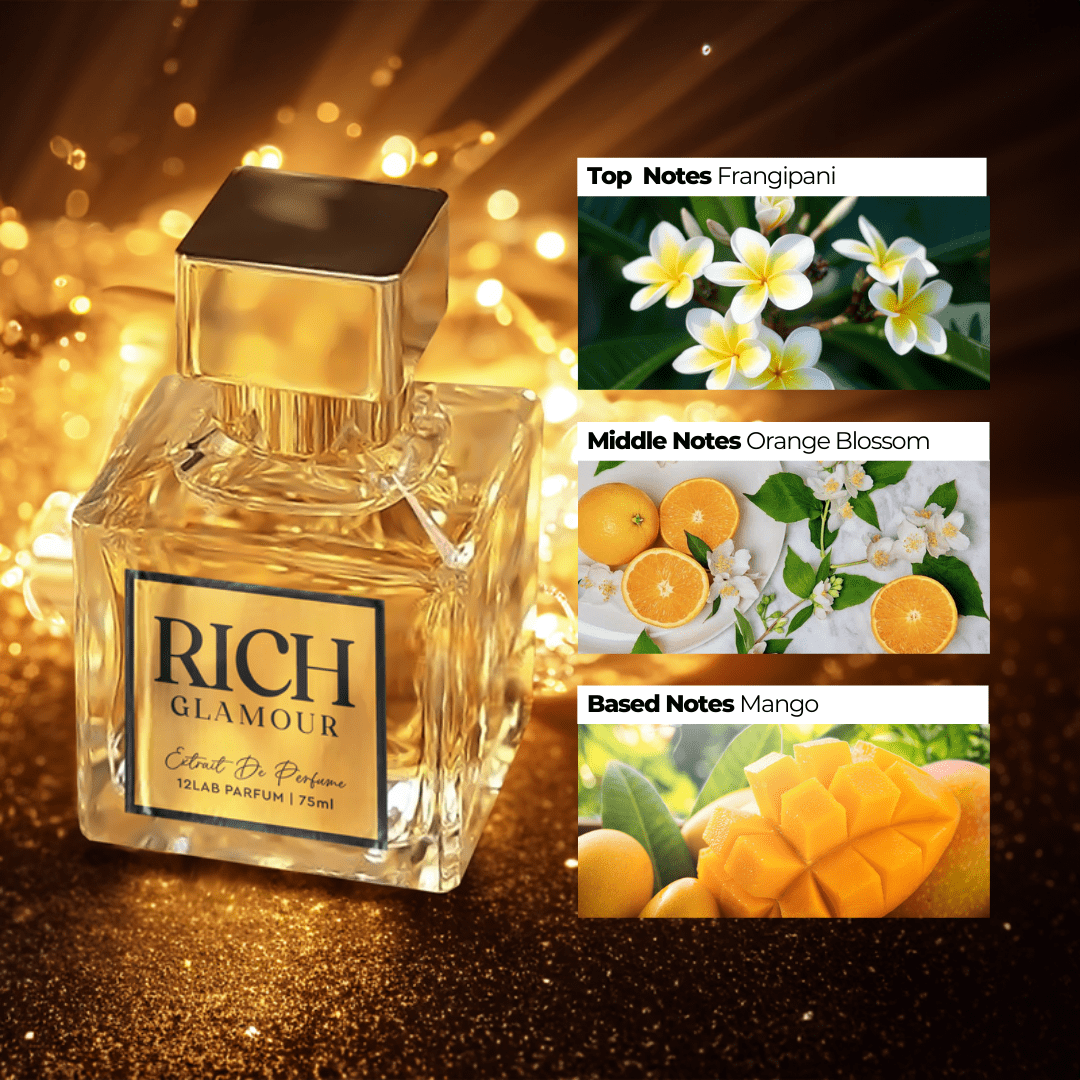 RICH
GLAMOUR
Extrait De Perfume
12LAB PARFUM | 75ml
Top Notes Frangipani
Middle Notes Orange Blossom
Based Notes Mango